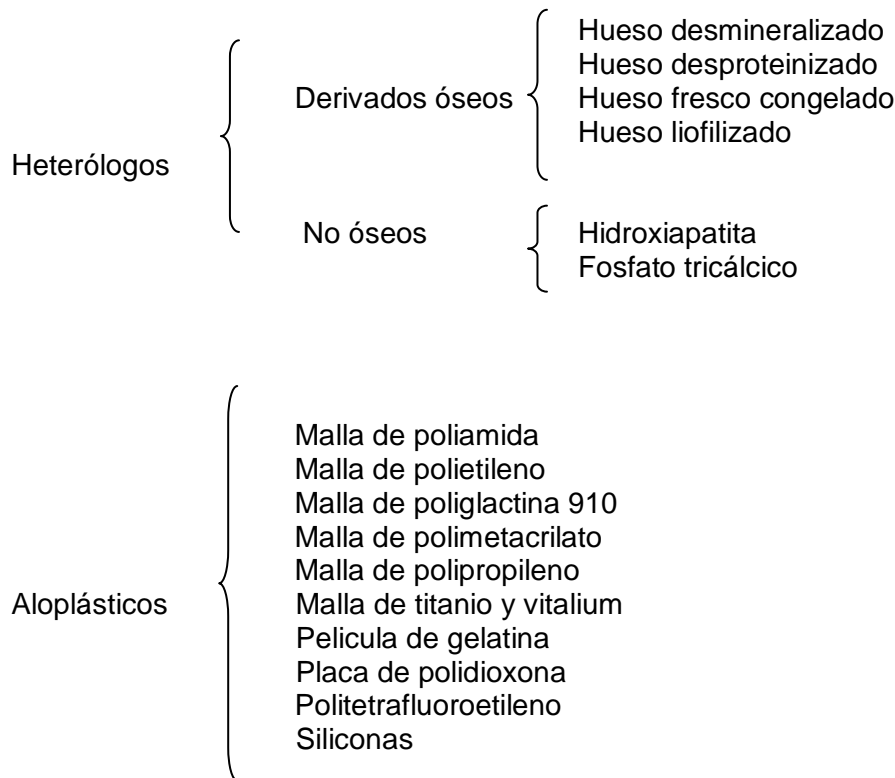 Heterólogos
Derivados óseos
Hueso desmineralizado
Hueso desproteinizado
Hueso fresco congelado
Hueso liofilizado
No óseos
Hidroxiapatita
Fosfato tricálcico
Aloplásticos
Malla de poliamida
Malla de polietileno
Malla de poliglactina 910
Malla de polimetacrilato
Malla de polipropileno
Malla de titanio y vitalium
Pelicula de gelatina
Placa de polidioxona
Politetrafluoroetileno
Siliconas